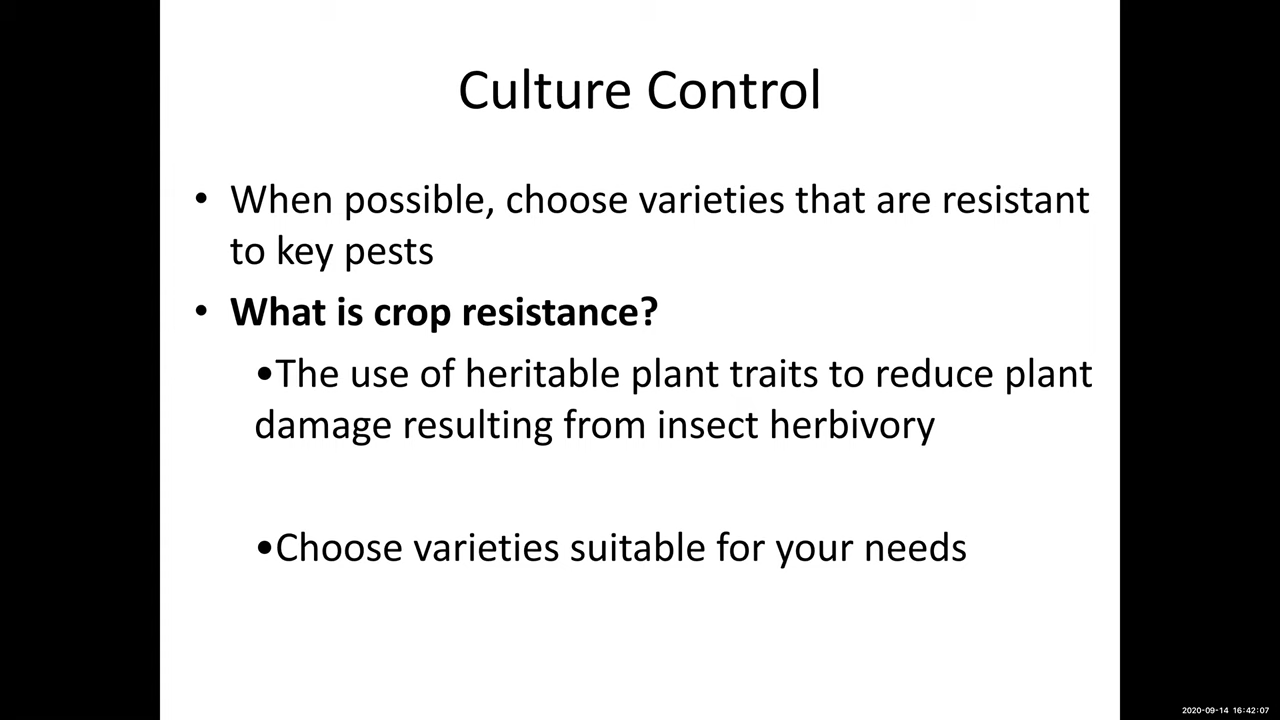 Culture Control
• When possible, choose varieties that are resistant
to key pests
• What is crop resistance?
•The use of heritable plant traits to reduce plant
damage resulting from insect herbivory
•Choose varieties suitable for your needs
2020-09-14 16:42:07